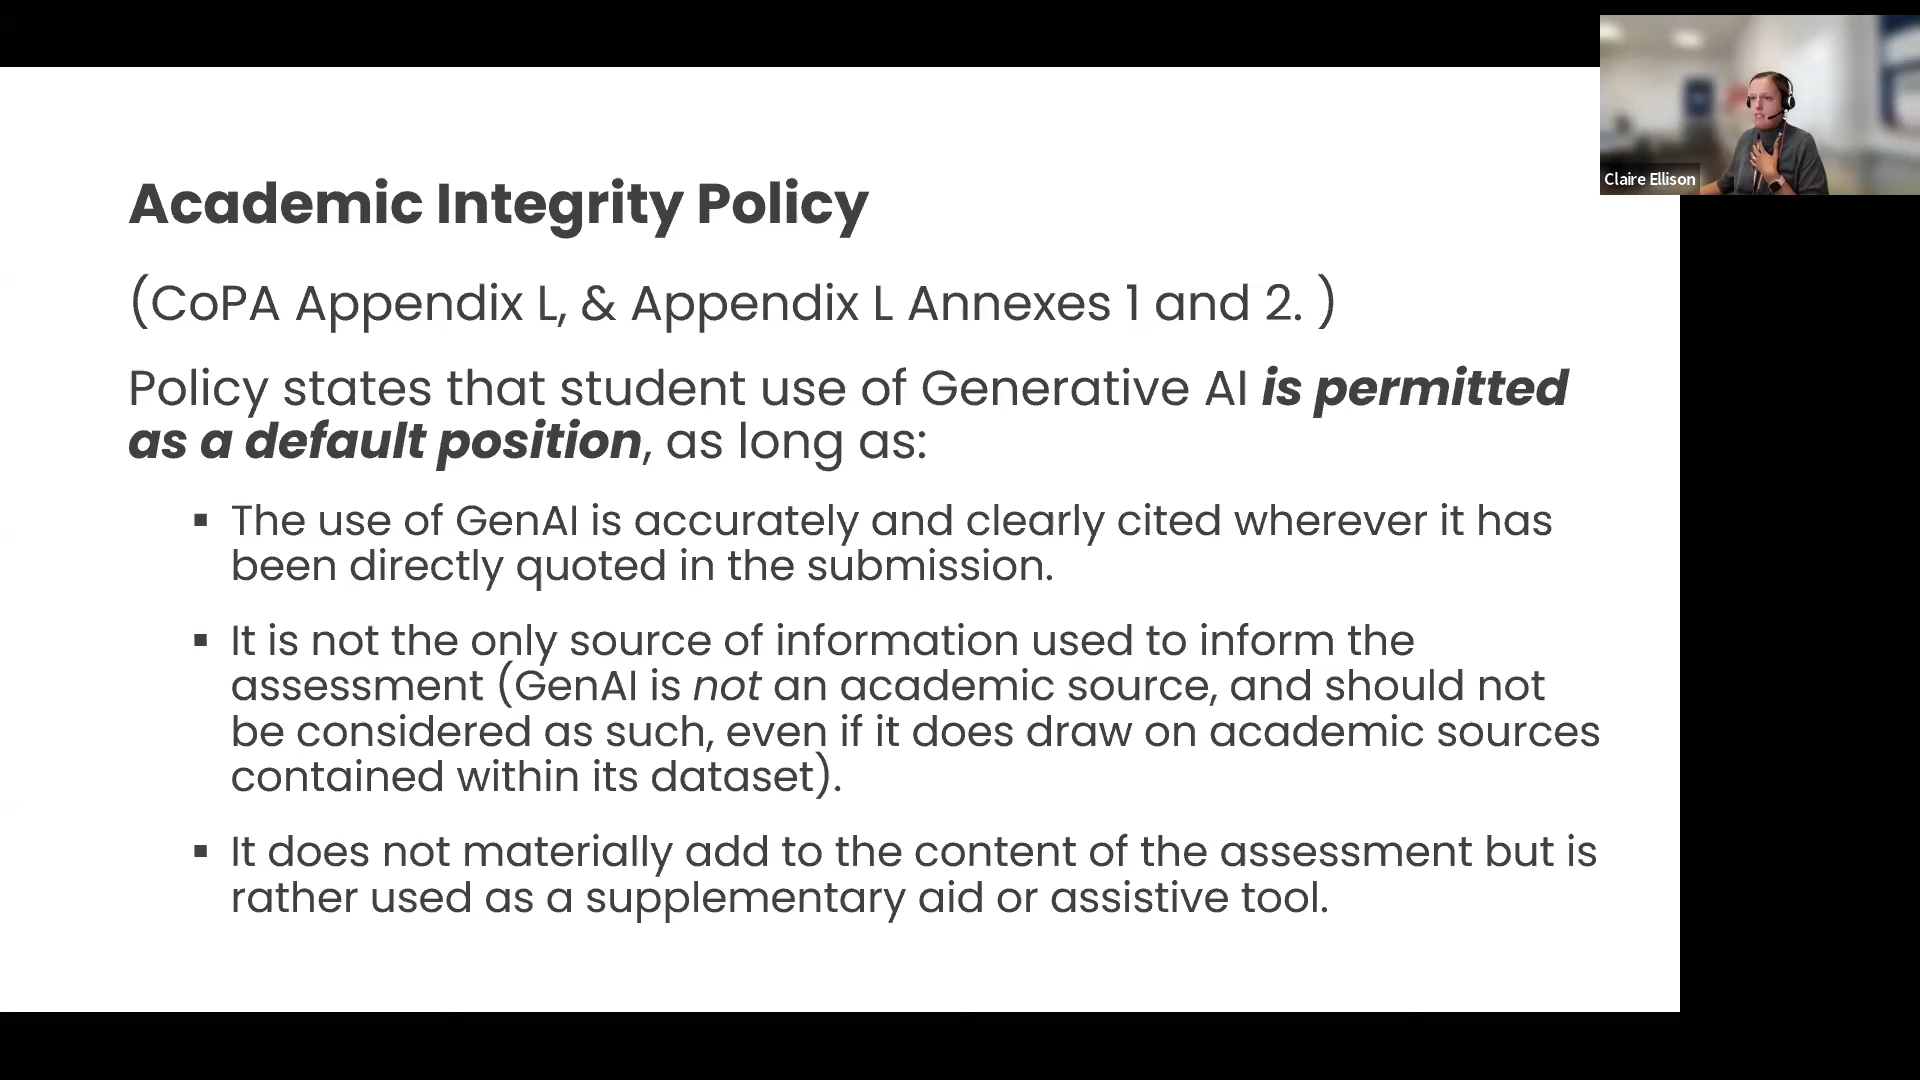 Academic Integrity Policy
(CoPA Appendix L, & Appendix L Annexes 1 and 2. )
Policy states that student use of Generative AI is permitted
as a default position, as long as:
▪ The use of GenAI is accurately and clearly cited wherever it has
been directly quoted in the submission.
▪ It is not the only source of information used to inform the
assessment (GenAI is not an academic source, and should not
be considered as such, even if it does draw on academic sources
contained within its dataset).
▪ It does not materially add to the content of the assessment but is
rather used as a supplementary aid or assistive tool.
Claire Ellison